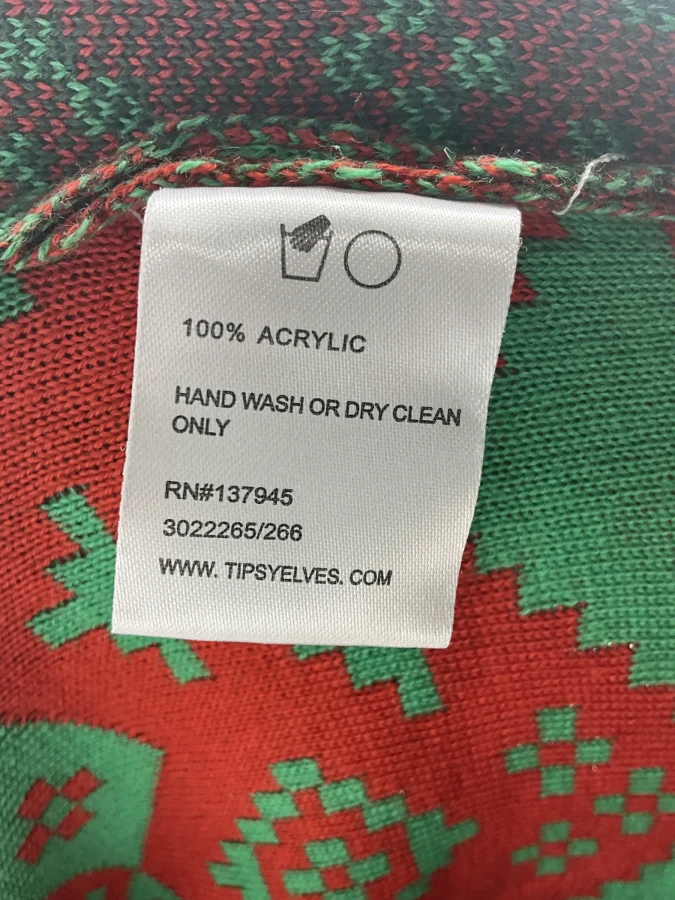 100% ACRYLIC
HAND WASH OR DRY CLEAN
ONLY
RN#137945
3022265/266
WWW. TIPSYELVES. COM